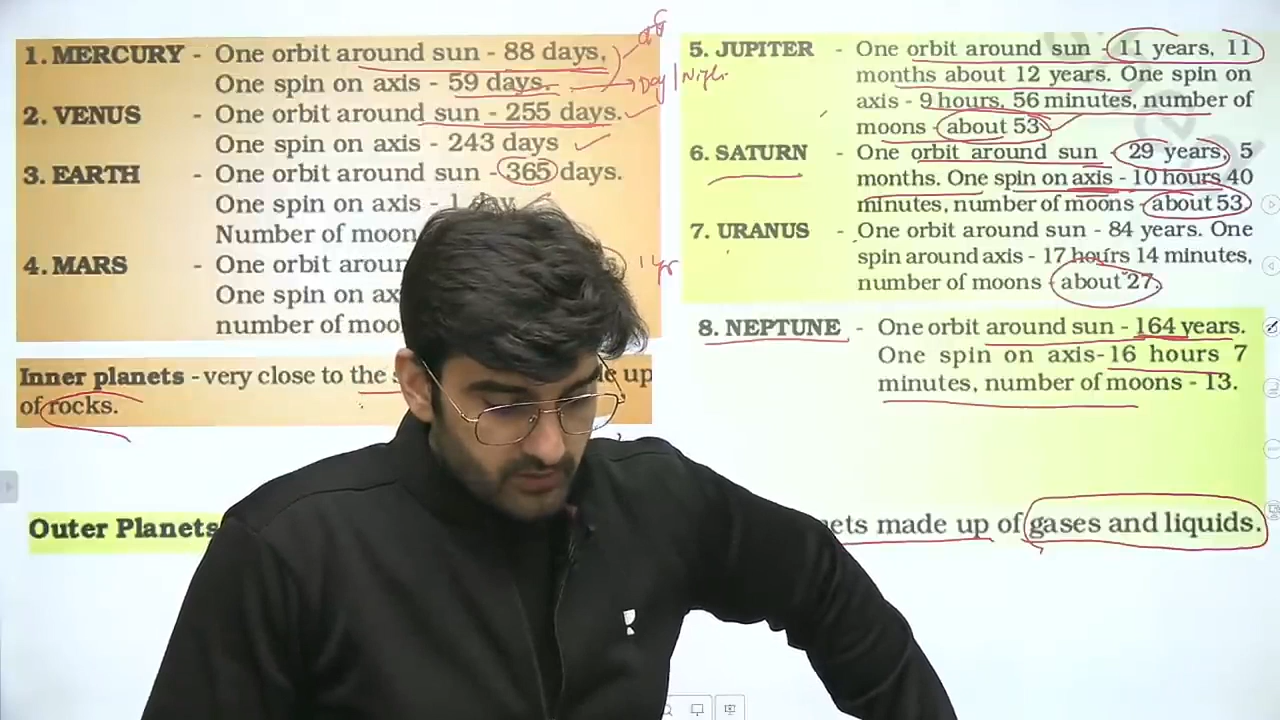 1. MERCURY - One orbit around sun - 88 days,
One spin on axis - 59 days.
Day | Night
2. VENUS - One orbit around sun - 255 days.
One spin on axis - 243 days
3. EARTH - One orbit around sun - 365 days.
One spin on axis - 1 day
Number of moon
4. MARS - One orbit aroun
1 yr
One spin on ax
number of moo
Inner planets - very close to the
up
of rocks.
5. JUPITER - One orbit around sun - 11 years, 11
months about 12 years. One spin on
axis - 9 hours, 56 minutes, number of
moons - about 53
6. SATURN - One orbit around sun - 29 years, 5
months. One spin on axis - 10 hours 40
minutes, number of moons - about 53
7. URANUS - One orbit around sun - 84 years. One
spin around axis - 17 hours 14 minutes,
number of moons - about 27.
8. NEPTUNE - One orbit around sun - 164 years.
One spin on axis- 16 hours 7
minutes, number of moons - 13.
Outer Planets
ets made up of gases and liquids.